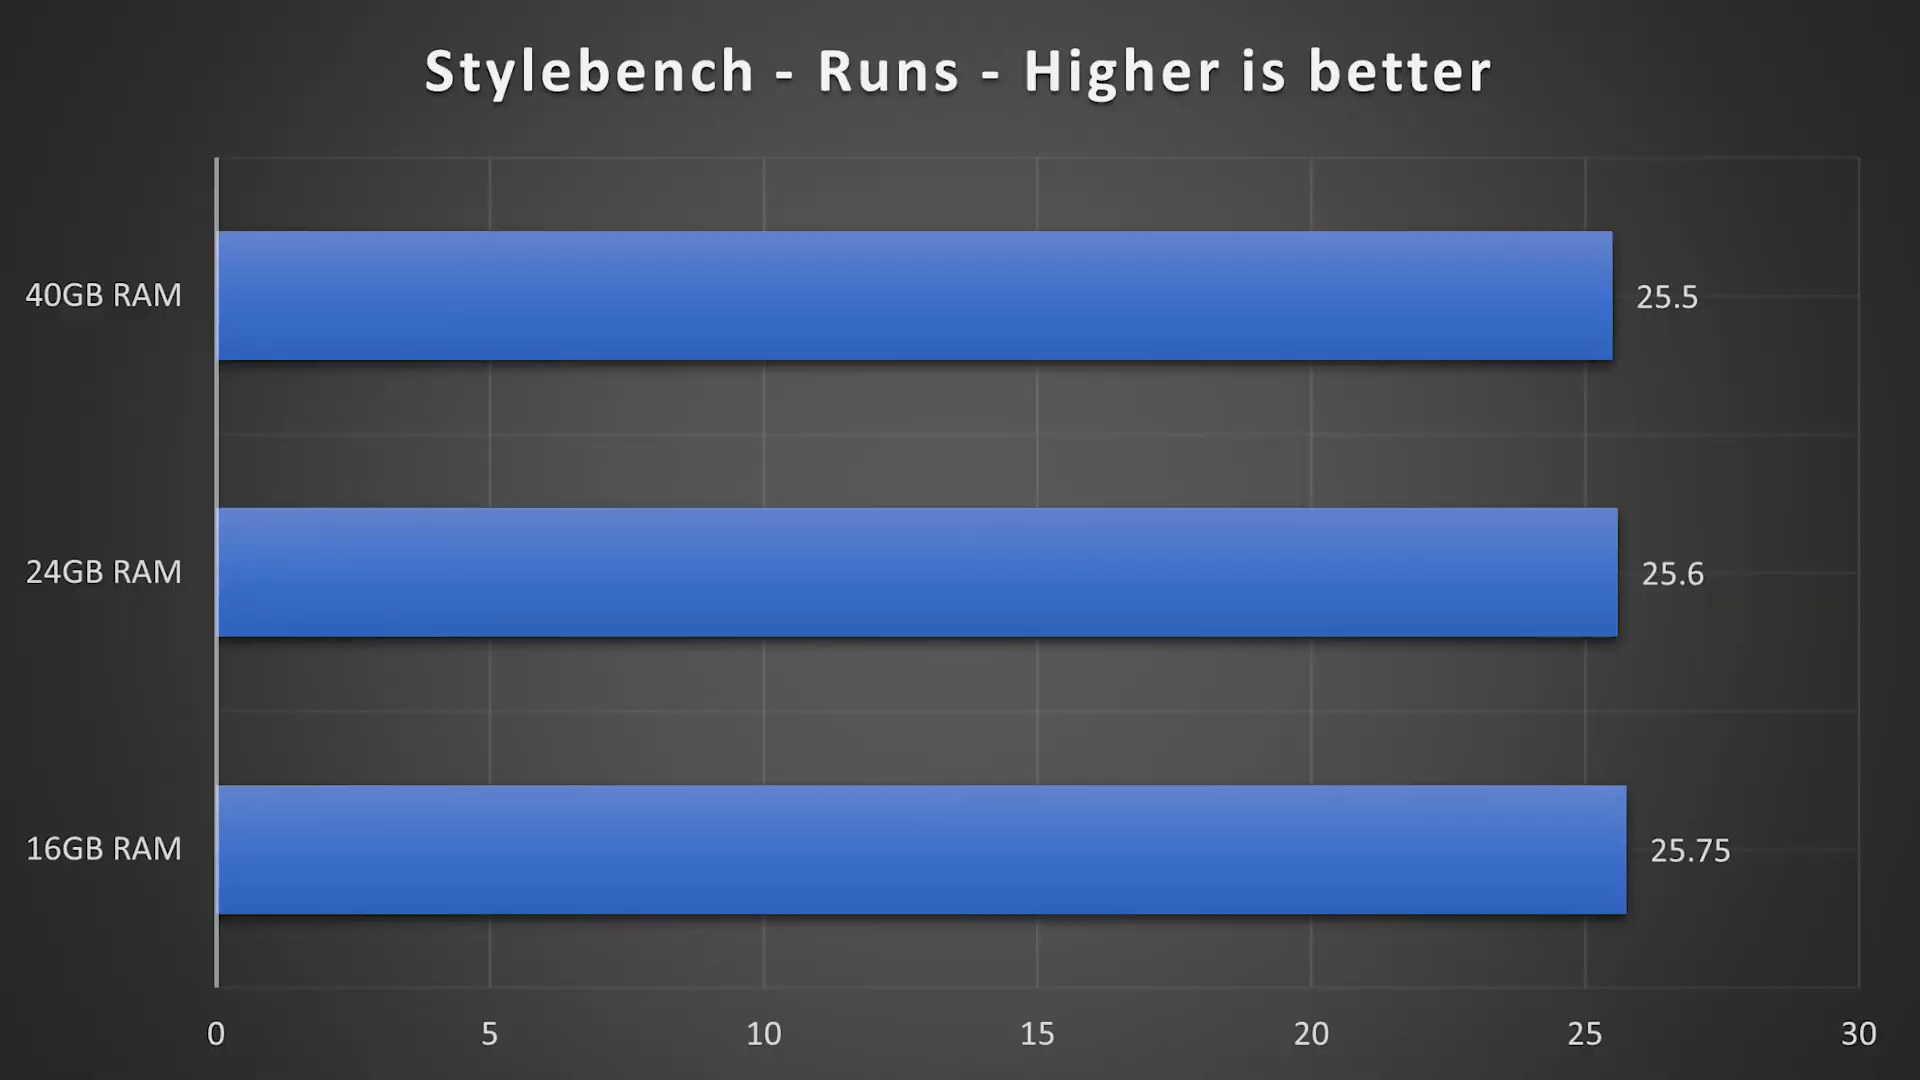 Stylebench - Runs - Higher is better
40GB RAM 25.5
24GB RAM 25.6
16GB RAM 25.75
0 5 10 15 20 25 30